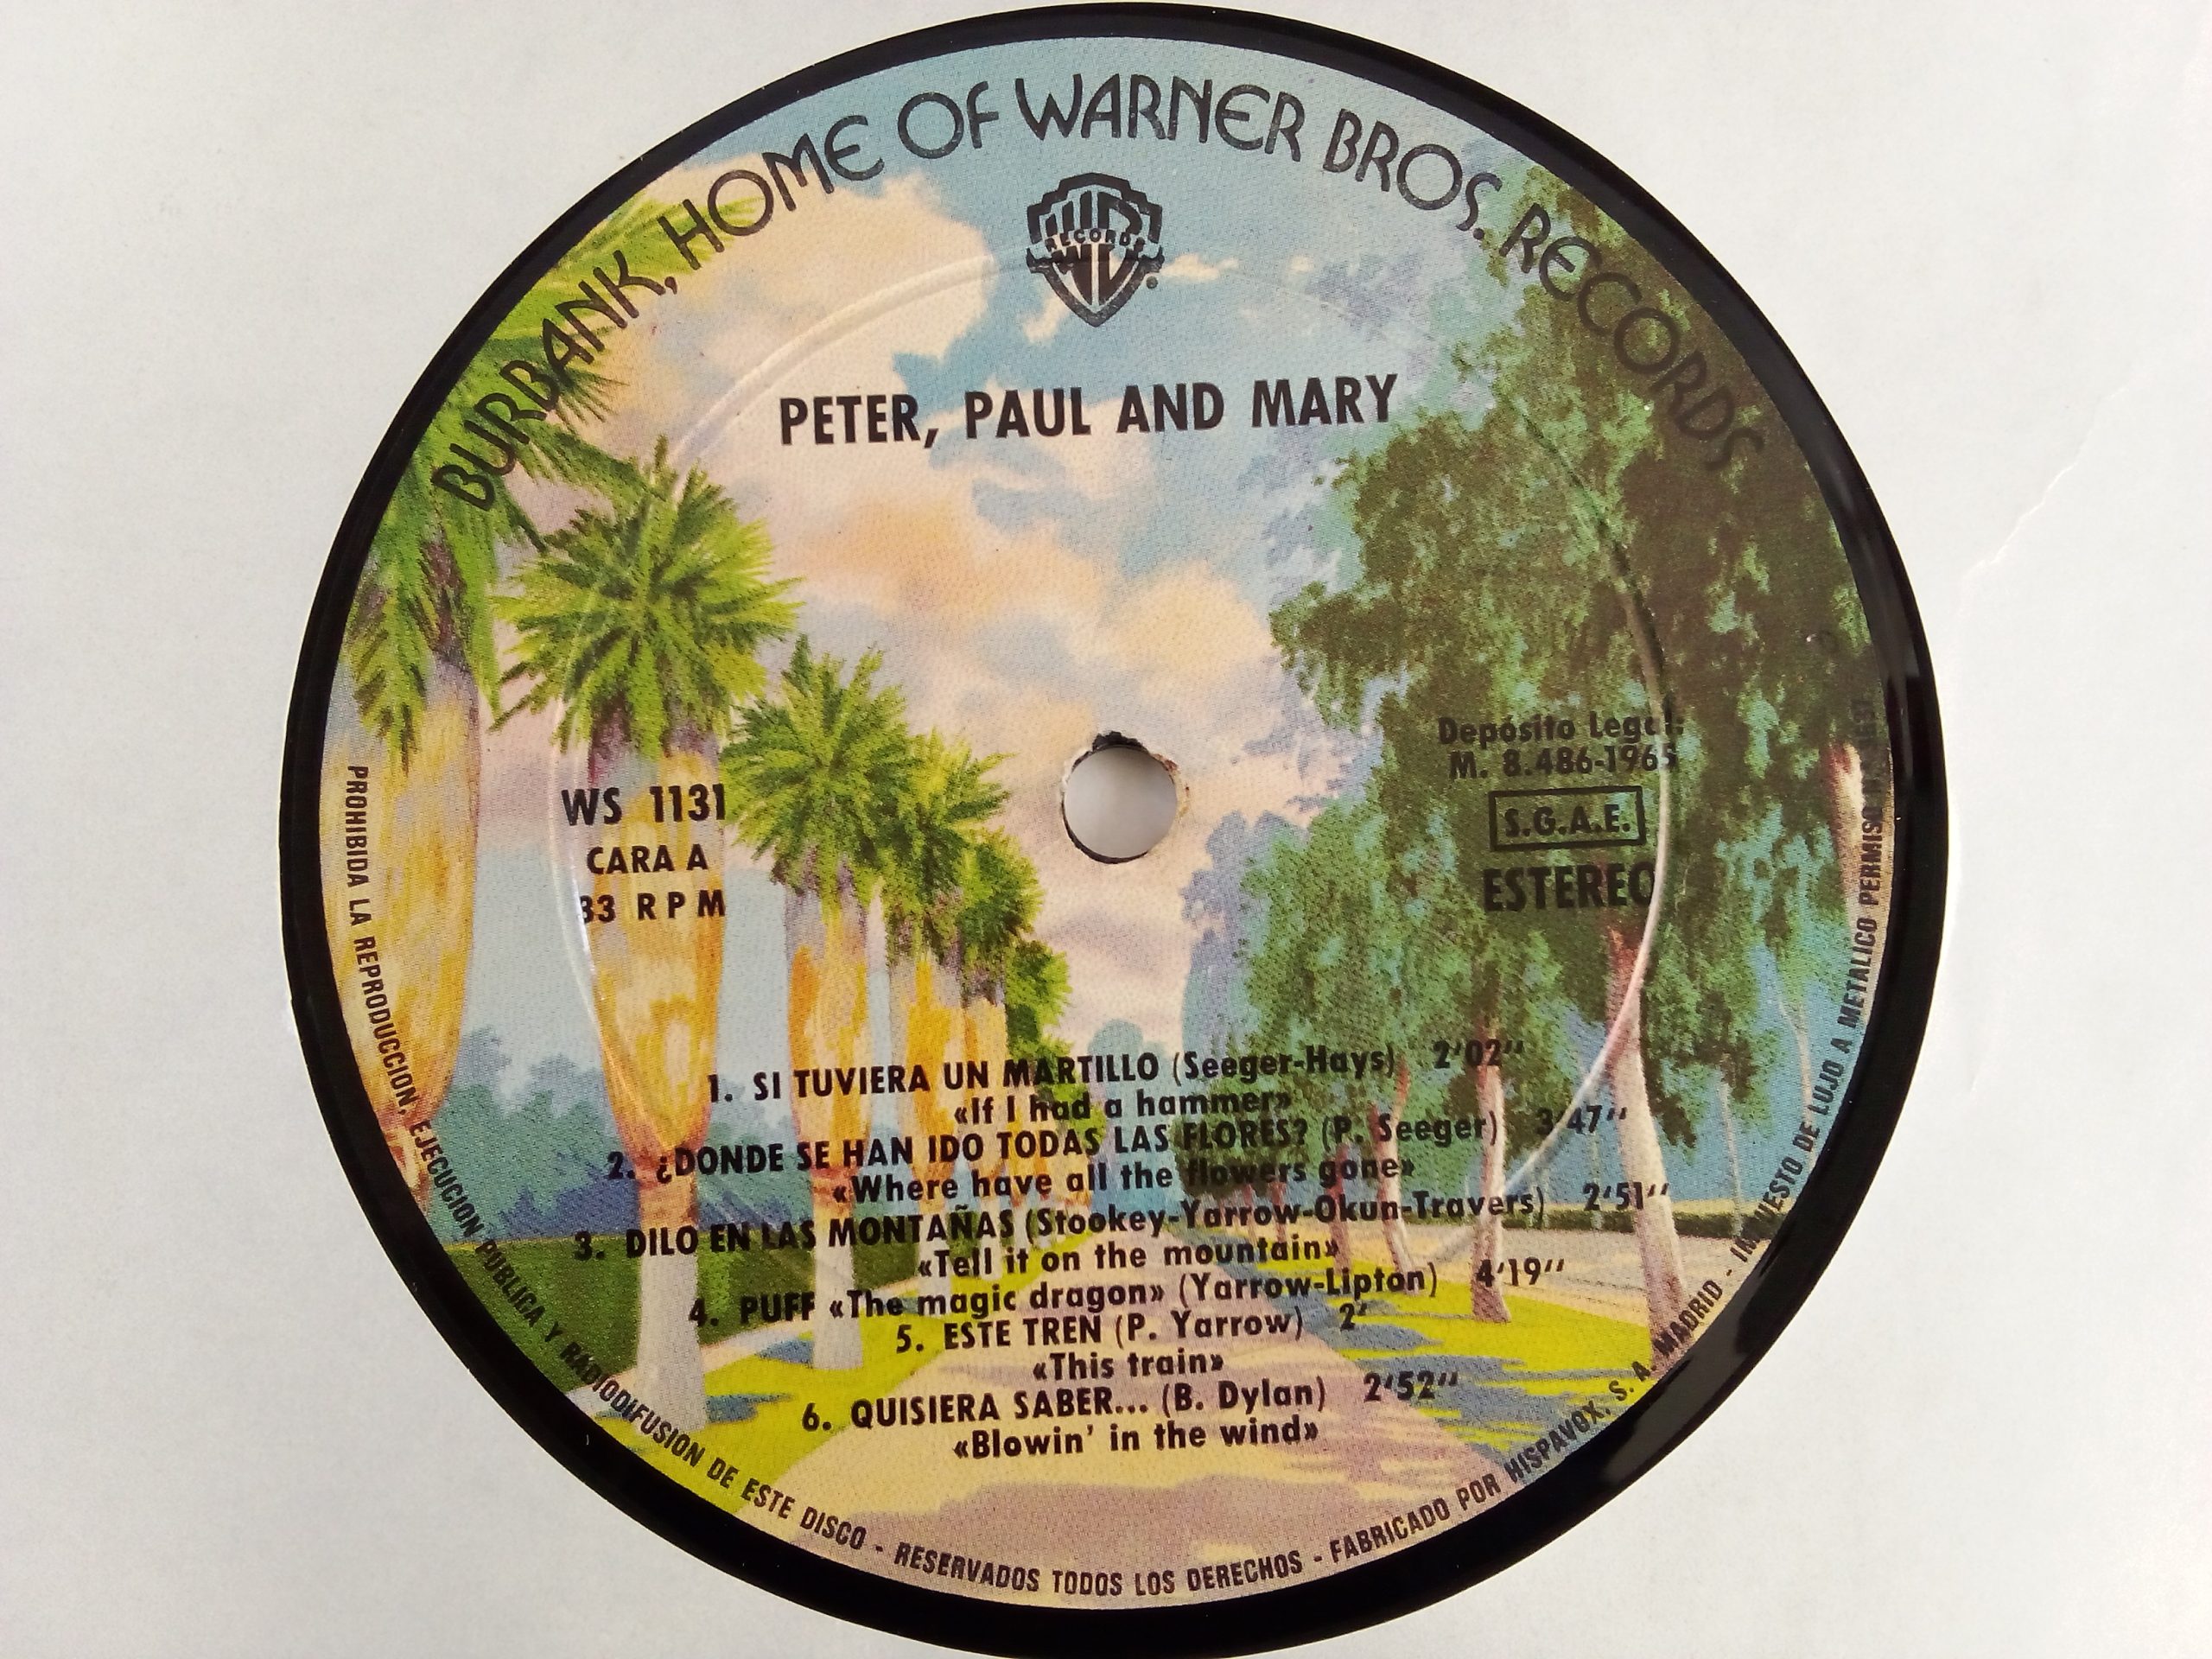 BURBANK, HOME OF WARNER BROS. RECORDS
RECORDS
PETER, PAUL AND MARY
WS 1131
CARA A
33 RPM
Depósito Legal:
M. 8.486-1965
S.G.A.E.
ESTEREO
1. SI TUVIERA UN MARTILLO (Seeger-Hays) 2'02"
«If I had a hammer»
2. ¿DONDE SE HAN IDO TODAS LAS FLORES? (P. Seeger) 3'47"
«Where have all the flowers gone»
3. DILO EN LAS MONTAÑAS (Stookey-Yarrow-Okun-Travers) 2'51"
«Tell it on the mountain»
4. PUFF «The magic dragon» (Yarrow-Lipton) 4'19"
5. ESTE TREN (P. Yarrow) 2'
«This train»
6. QUISIERA SABER... (B. Dylan) 2'52"
«Blowin' in the wind»
PROHIBIDA LA REPRODUCCION, EJECUCION PUBLICA Y RADIODIFUSION DE ESTE DISCO - RESERVADOS TODOS LOS DERECHOS - FABRICADO POR HISPAVOX, S. A. MADRID - IMPUESTO DE LUJO A METALICO PERMISO